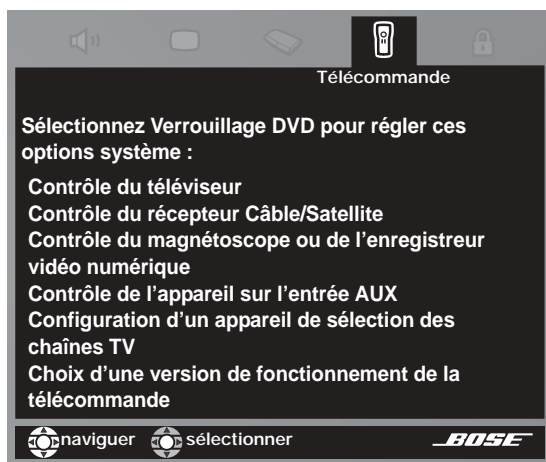 Télécommande
Sélectionnez Verrouillage DVD pour régler ces
options système :
Contrôle du téléviseur
Contrôle du récepteur Câble/Satellite
Contrôle du magnétoscope ou de l’enregistreur
vidéo numérique
Contrôle de l’appareil sur l’entrée AUX
Configuration d’un appareil de sélection des
chaînes TV
Choix d’une version de fonctionnement de la
télécommande
naviguer sélectionner BOSE